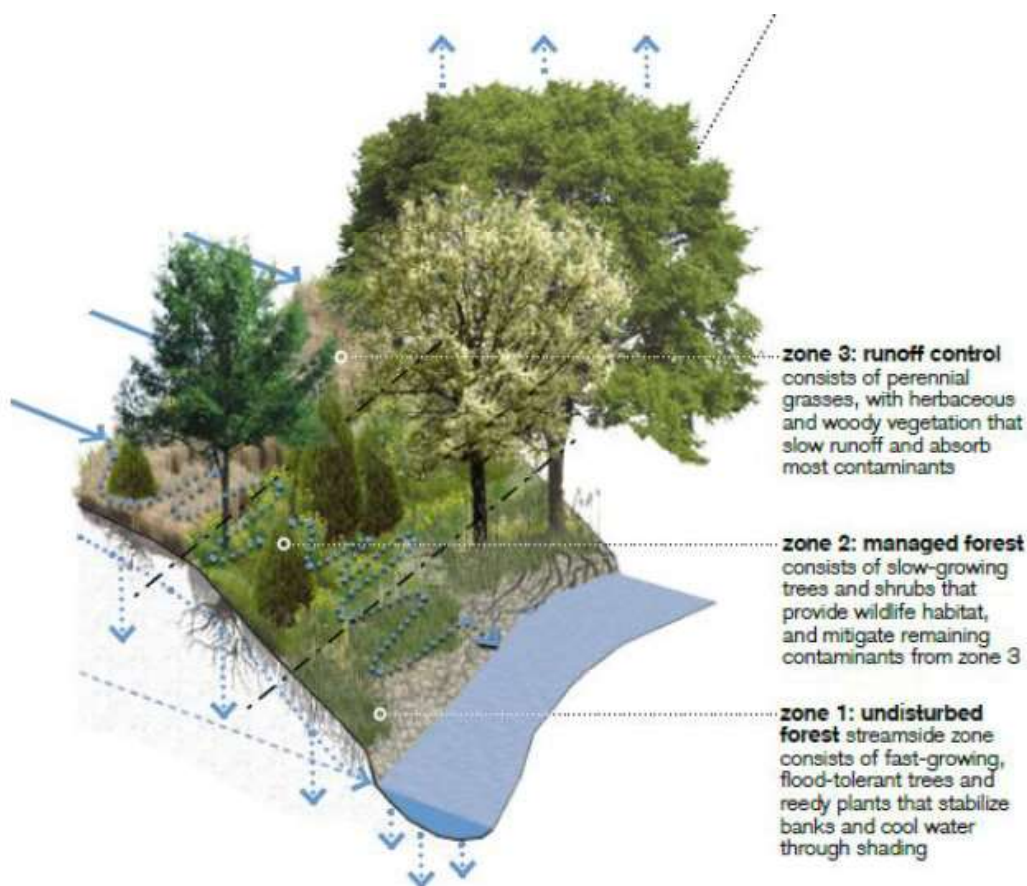 zone 3: runoff control
consists of perennial
grasses, with herbaceous
and woody vegetation that
slow runoff and absorb
most contaminants
zone 2: managed forest
consists of slow-growing
trees and shrubs that
provide wildlife habitat,
and mitigate remaining
contaminants from zone 3
zone 1: undisturbed
forest streamside zone
consists of fast-growing,
flood-tolerant trees and
reedy plants that stabilize
banks and cool water
through shading